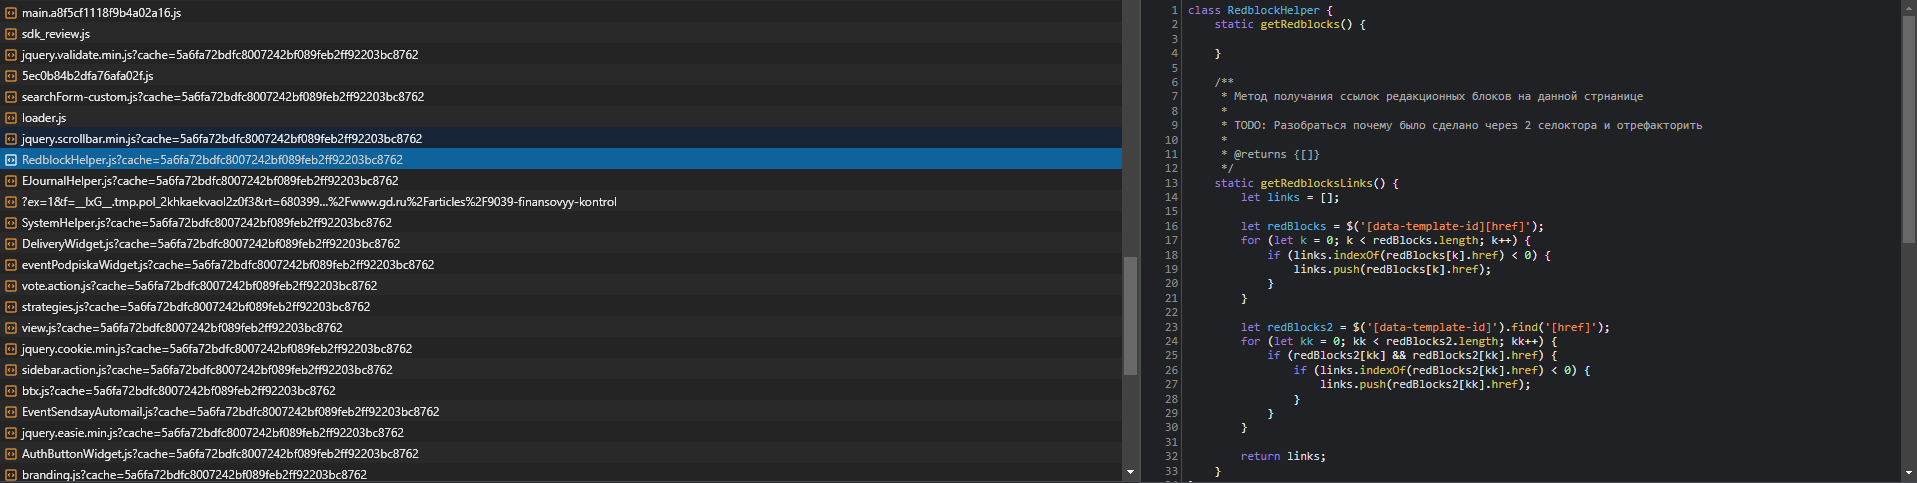 main.a8f5cf1118f9b4a02a16.js
sdk_review.js
jquery.validate.min.js?cache=5a6fa72bdfc8007242bf089feb2ff92203bc8762
5ec0b84b2dfa76afa02f.js
searchForm-custom.js?cache=5a6fa72bdfc8007242bf089feb2ff92203bc8762
loader.js
jquery.scrollbar.min.js?cache=5a6fa72bdfc8007242bf089feb2ff92203bc8762
RedblockHelper.js?cache=5a6fa72bdfc8007242bf089feb2ff92203bc8762
EJournalHelper.js?cache=5a6fa72bdfc8007242bf089feb2ff92203bc8762
?ex=1&f=__IxG__.tmp.pol_2khkaekvaol2z0f3&rt=680399...%2Fwww.gd.ru%2Farticles%2F9039-finansovyy-kontrol
SystemHelper.js?cache=5a6fa72bdfc8007242bf089feb2ff92203bc8762
DeliveryWidget.js?cache=5a6fa72bdfc8007242bf089feb2ff92203bc8762
eventPodpiskaWidget.js?cache=5a6fa72bdfc8007242bf089feb2ff92203bc8762
vote.action.js?cache=5a6fa72bdfc8007242bf089feb2ff92203bc8762
strategies.js?cache=5a6fa72bdfc8007242bf089feb2ff92203bc8762
view.js?cache=5a6fa72bdfc8007242bf089feb2ff92203bc8762
jquery.cookie.min.js?cache=5a6fa72bdfc8007242bf089feb2ff92203bc8762
sidebar.action.js?cache=5a6fa72bdfc8007242bf089feb2ff92203bc8762
btx.js?cache=5a6fa72bdfc8007242bf089feb2ff92203bc8762
EventSendsayAutomail.js?cache=5a6fa72bdfc8007242bf089feb2ff92203bc8762
jquery.easie.min.js?cache=5a6fa72bdfc8007242bf089feb2ff92203bc8762
AuthButtonWidget.js?cache=5a6fa72bdfc8007242bf089feb2ff92203bc8762
branding.js?cache=5a6fa72bdfc8007242bf089feb2ff92203bc8762
1 class RedblockHelper {
2     static getRedblocks() {
3
4     }
5
6     /**
7      * Метод получания ссылок редакционных блоков на данной стрнанице
8      *
9      * TODO: Разобраться почему было сделано через 2 селоктора и отрефакторить
10      *
11      * @returns {[]}
12      */
13     static getRedblocksLinks() {
14         let links = [];
15
16         let redBlocks = $('[data-template-id][href]');
17         for (let k = 0; k < redBlocks.length; k++) {
18             if (links.indexOf(redBlocks[k].href) < 0) {
19                 links.push(redBlocks[k].href);
20             }
21         }
22
23         let redBlocks2 = $('[data-template-id]').find('[href]');
24         for (let kk = 0; kk < redBlocks2.length; kk++) {
25             if (redBlocks2[kk] && redBlocks2[kk].href) {
26                 if (links.indexOf(redBlocks2[kk].href) < 0) {
27                     links.push(redBlocks2[kk].href);
28                 }
29             }
30         }
31
32         return links;
33     }